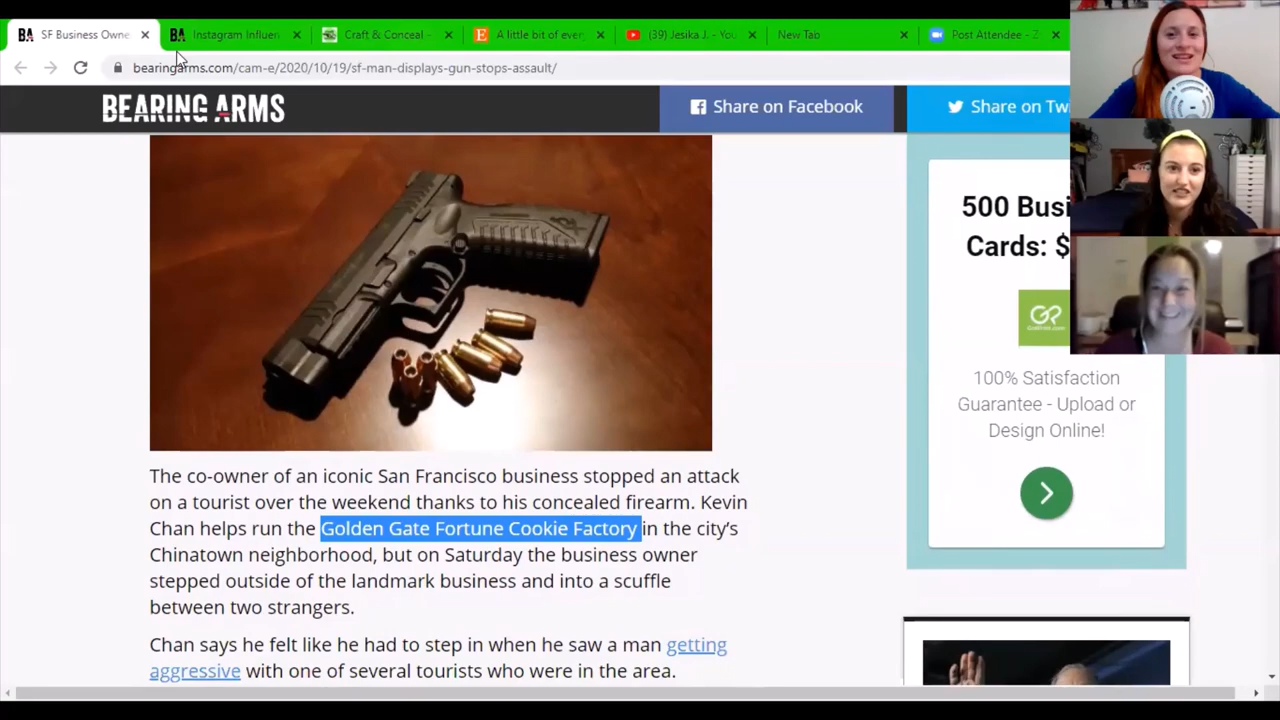 SF Business Owne
Instagram Influen
Craft & Conceal -
A little bit of every
(39) Jesika J. - You
New Tab
Post Attendee - Z
bearingarms.com/cam-e/2020/10/19/sf-man-displays-gun-stops-assault/
BEARING ARMS
Share on Facebook
Share on Twi
500 Busi
Cards: $
100% Satisfaction
Guarantee - Upload or
Design Online!
The co-owner of an iconic San Francisco business stopped an attack
on a tourist over the weekend thanks to his concealed firearm. Kevin
Chan helps run the Golden Gate Fortune Cookie Factory in the city’s
Chinatown neighborhood, but on Saturday the business owner
stepped outside of the landmark business and into a scuffle
between two strangers.
Chan says he felt like he had to step in when he saw a man getting
aggressive with one of several tourists who were in the area.